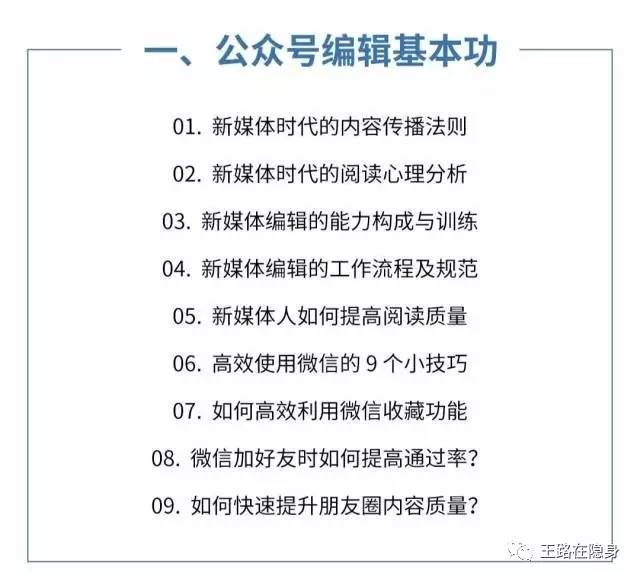 一、公众号编辑基本功
01. 新媒体时代的内容传播法则
02. 新媒体时代的阅读心理分析
03. 新媒体编辑的能力构成与训练
04. 新媒体编辑的工作流程及规范
05. 新媒体人如何提高阅读质量
06. 高效使用微信的 9 个小技巧
07. 如何高效利用微信收藏功能
08. 微信加好友时如何提高通过率?
09. 如何快速提升朋友圈内容质量?
王路在隐身